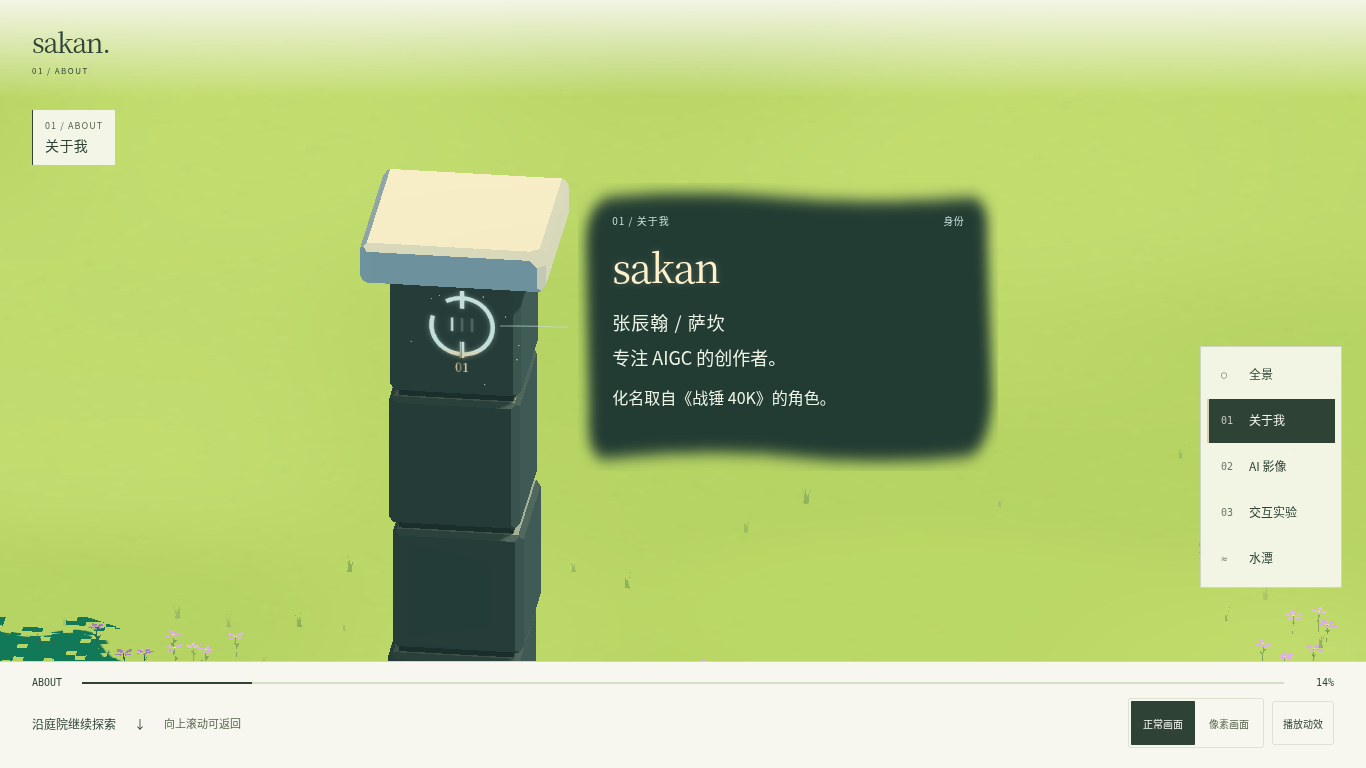 sakan.
01 / ABOUT
01 / ABOUT
关于我
01
01 / 关于我
身份
sakan
张辰翰 / 萨坎
专注 AIGC 的创作者。
化名取自《战锤 40K》的角色。
○ 全景
01 关于我
02 AI 影像
03 交互实验
≈ 水潭
ABOUT
14%
沿庭院继续探索 ↓ 向上滚动可返回
正常画面
像素画面
播放动效